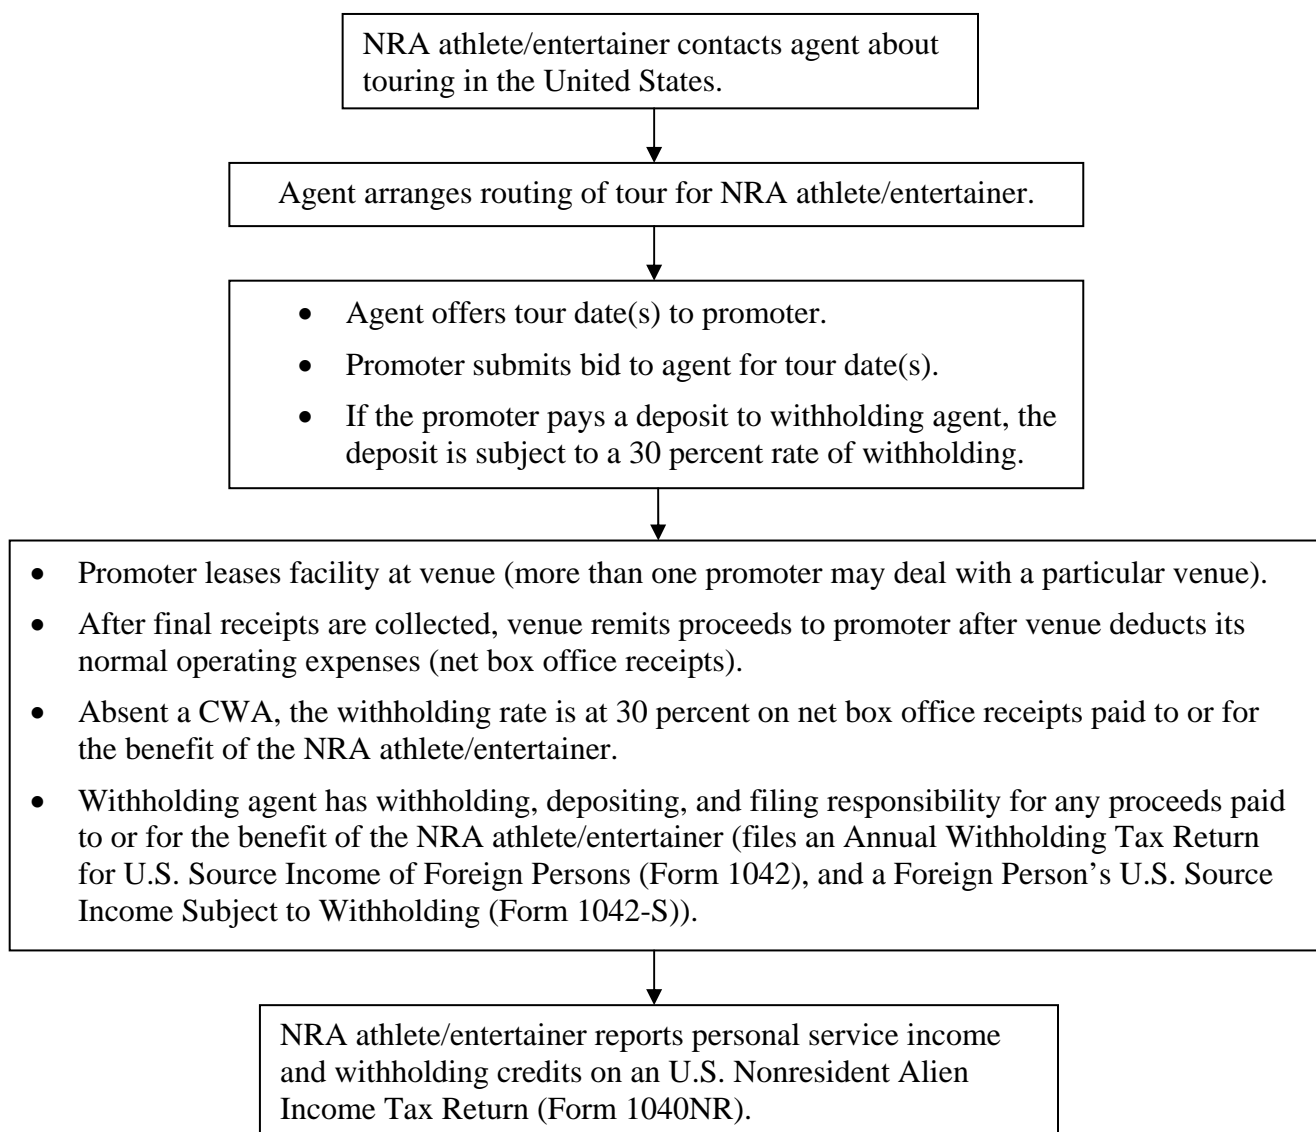 NRA athlete/entertainer contacts agent about
touring in the United States.
Agent arranges routing of tour for NRA athlete/entertainer.
• Agent offers tour date(s) to promoter.
• Promoter submits bid to agent for tour date(s).
• If the promoter pays a deposit to withholding agent, the
deposit is subject to a 30 percent rate of withholding.
• Promoter leases facility at venue (more than one promoter may deal with a particular venue).
• After final receipts are collected, venue remits proceeds to promoter after venue deducts its
normal operating expenses (net box office receipts).
• Absent a CWA, the withholding rate is at 30 percent on net box office receipts paid to or for
the benefit of the NRA athlete/entertainer.
• Withholding agent has withholding, depositing, and filing responsibility for any proceeds paid
to or for the benefit of the NRA athlete/entertainer (files an Annual Withholding Tax Return
for U.S. Source Income of Foreign Persons (Form 1042), and a Foreign Person’s U.S. Source
Income Subject to Withholding (Form 1042-S)).
NRA athlete/entertainer reports personal service income
and withholding credits on an U.S. Nonresident Alien
Income Tax Return (Form 1040NR).